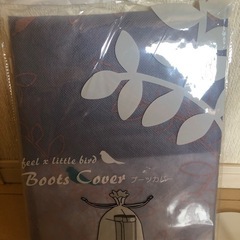 feel x little bird
Boots Cover ブーツカバー